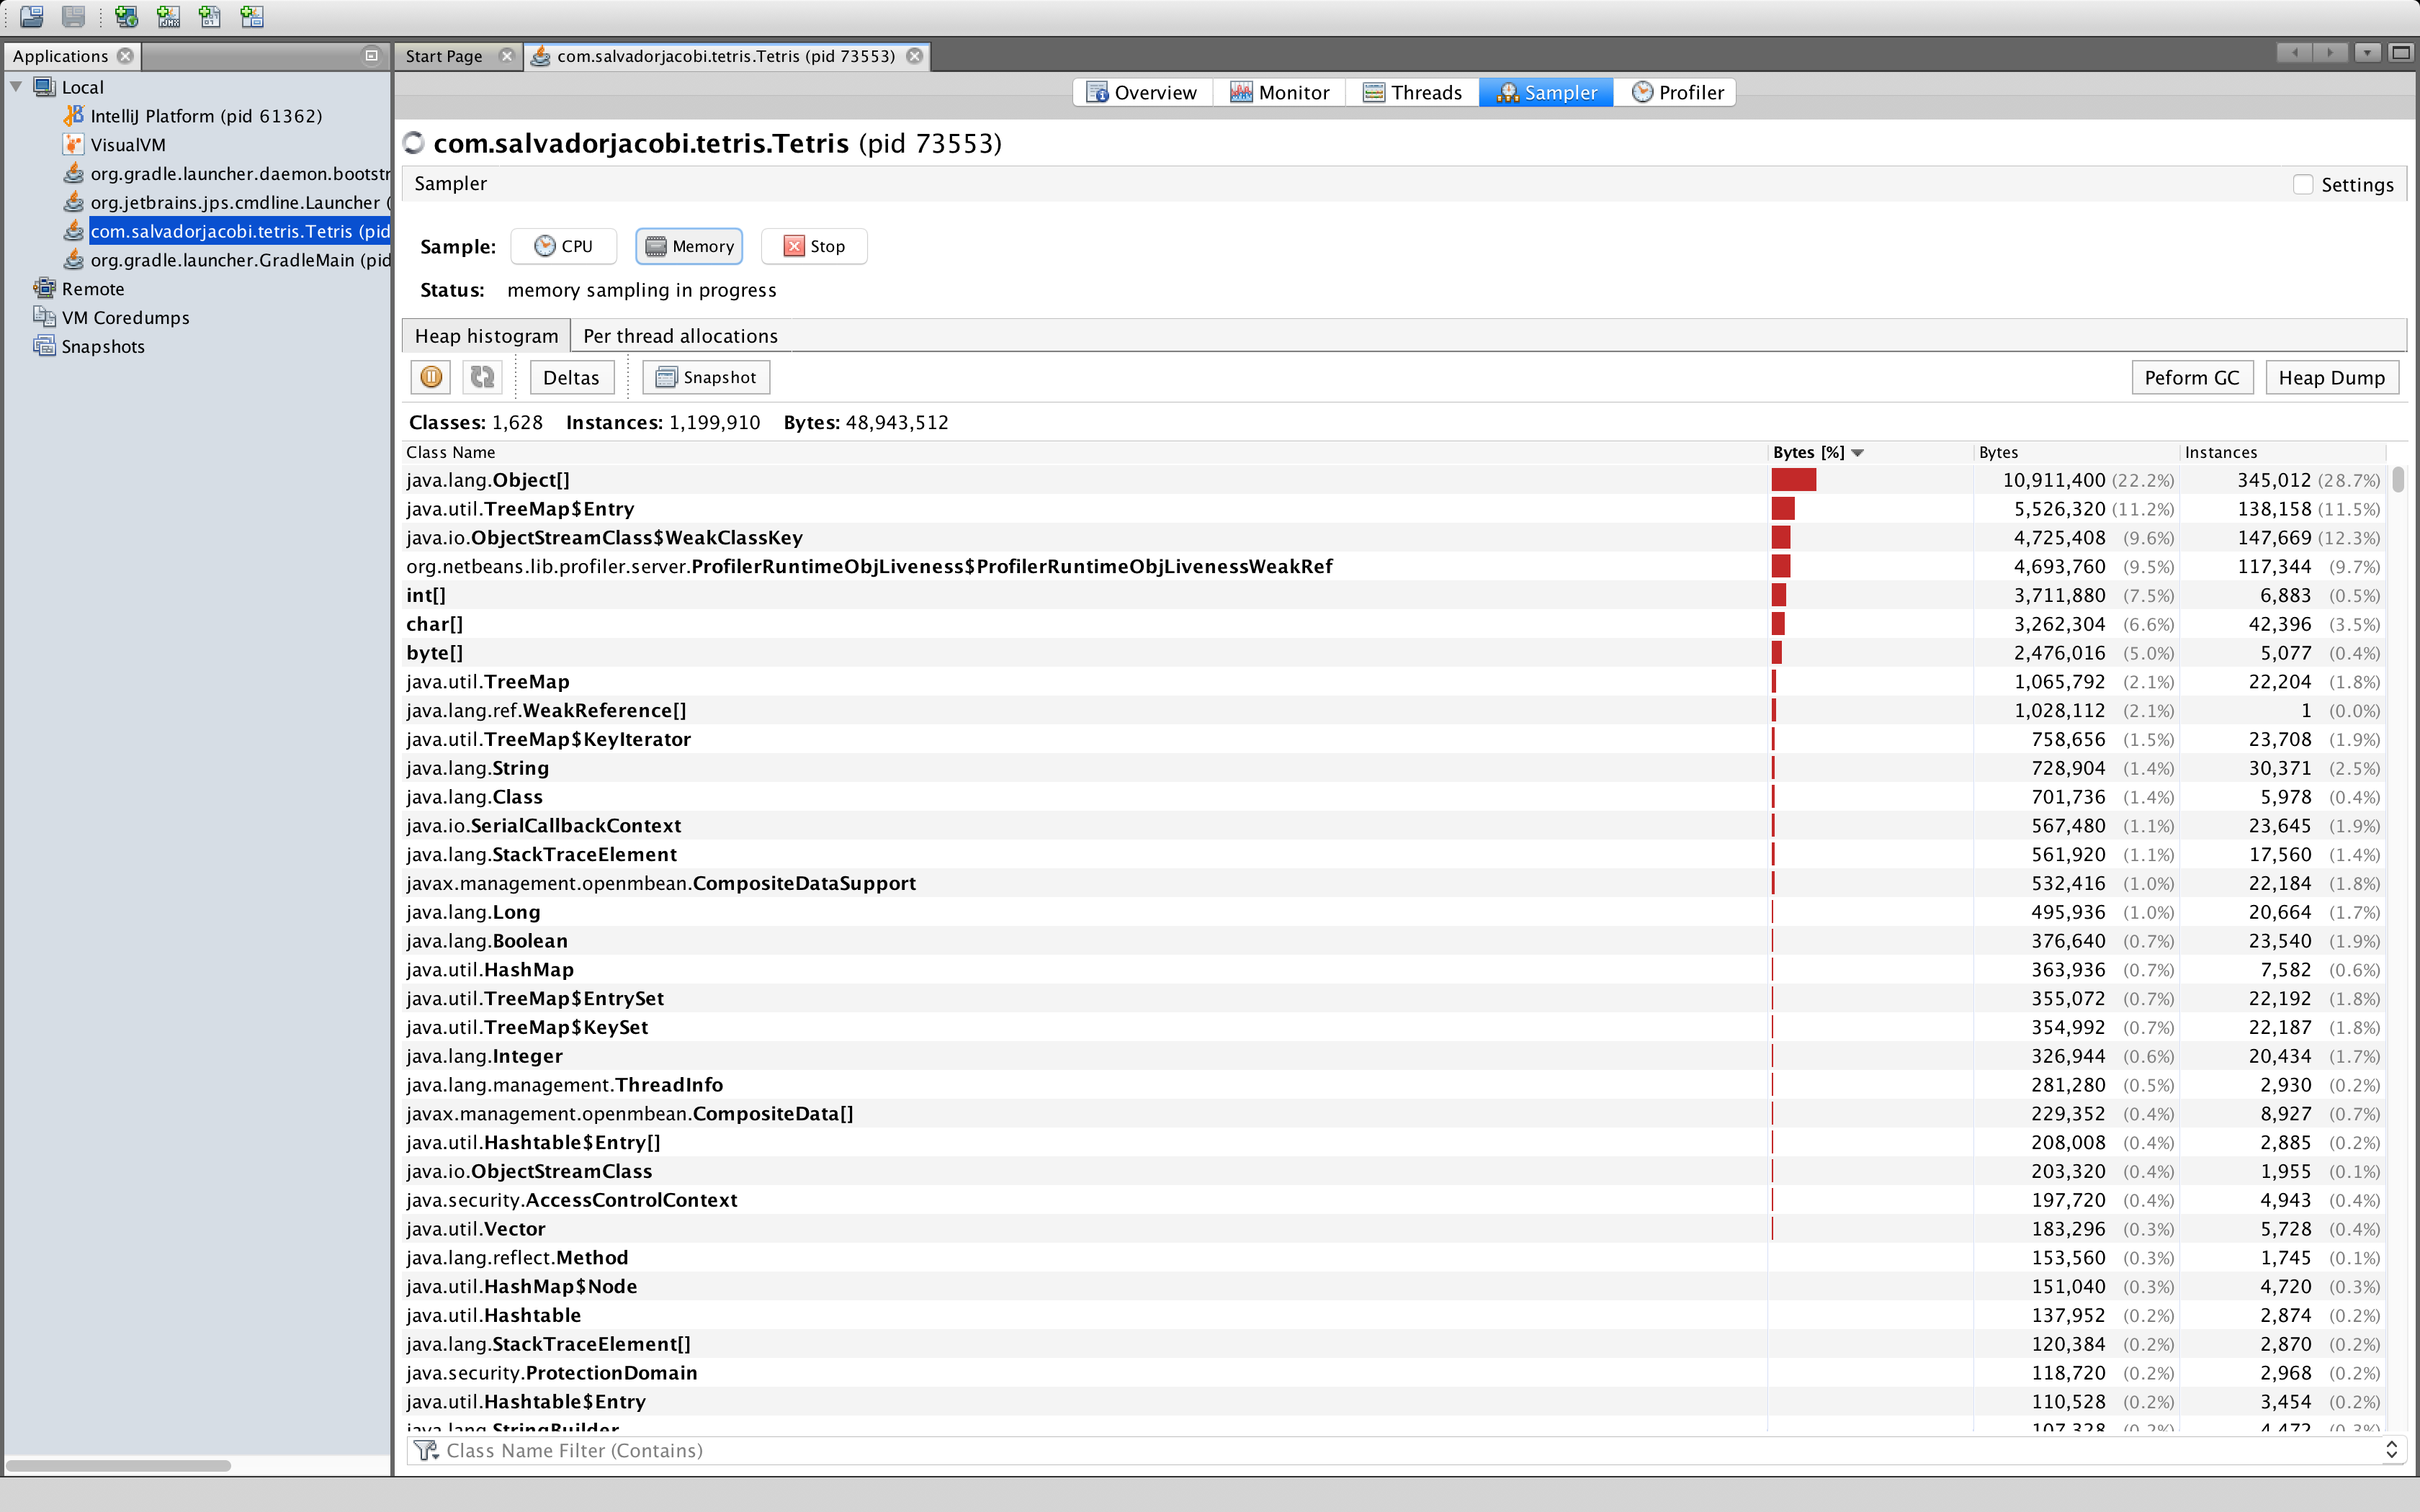 Applications
Start Page
com.salvadorjacobi.tetris.Tetris (pid 73553)
Local
IntelliJ Platform (pid 61362)
VisualVM
org.gradle.launcher.daemon.bootstr
org.jetbrains.jps.cmdline.Launcher (
com.salvadorjacobi.tetris.Tetris (pid
org.gradle.launcher.GradleMain (pid
Remote
VM Coredumps
Snapshots
Overview Monitor Threads Sampler Profiler
com.salvadorjacobi.tetris.Tetris (pid 73553)
Sampler Settings
Sample: CPU Memory Stop
Status: memory sampling in progress
Heap histogram Per thread allocations
Deltas Snapshot Peform GC Heap Dump
Classes: 1,628 Instances: 1,199,910 Bytes: 48,943,512
Class Name Bytes [%] Bytes Instances
java.lang.Object[] 10,911,400 (22.2%) 345,012 (28.7%)
java.util.TreeMap$Entry 5,526,320 (11.2%) 138,158 (11.5%)
java.io.ObjectStreamClass$WeakClassKey 4,725,408 (9.6%) 147,669 (12.3%)
org.netbeans.lib.profiler.server.ProfilerRuntimeObjLiveness$ProfilerRuntimeObjLivenessWeakRef 4,693,760 (9.5%) 117,344 (9.7%)
int[] 3,711,880 (7.5%) 6,883 (0.5%)
char[] 3,262,304 (6.6%) 42,396 (3.5%)
byte[] 2,476,016 (5.0%) 5,077 (0.4%)
java.util.TreeMap 1,065,792 (2.1%) 22,204 (1.8%)
java.lang.ref.WeakReference[] 1,028,112 (2.1%) 1 (0.0%)
java.util.TreeMap$KeyIterator 758,656 (1.5%) 23,708 (1.9%)
java.lang.String 728,904 (1.4%) 30,371 (2.5%)
java.lang.Class 701,736 (1.4%) 5,978 (0.4%)
java.io.SerialCallbackContext 567,480 (1.1%) 23,645 (1.9%)
java.lang.StackTraceElement 561,920 (1.1%) 17,560 (1.4%)
javax.management.openmbean.CompositeDataSupport 532,416 (1.0%) 22,184 (1.8%)
java.lang.Long 495,936 (1.0%) 20,664 (1.7%)
java.lang.Boolean 376,640 (0.7%) 23,540 (1.9%)
java.util.HashMap 363,936 (0.7%) 7,582 (0.6%)
java.util.TreeMap$EntrySet 355,072 (0.7%) 22,192 (1.8%)
java.util.TreeMap$KeySet 354,992 (0.7%) 22,187 (1.8%)
java.lang.Integer 326,944 (0.6%) 20,434 (1.7%)
java.lang.management.ThreadInfo 281,280 (0.5%) 2,930 (0.2%)
javax.management.openmbean.CompositeData[] 229,352 (0.4%) 8,927 (0.7%)
java.util.Hashtable$Entry[] 208,008 (0.4%) 2,885 (0.2%)
java.io.ObjectStreamClass 203,320 (0.4%) 1,955 (0.1%)
java.security.AccessControlContext 197,720 (0.4%) 4,943 (0.4%)
java.util.Vector 183,296 (0.3%) 5,728 (0.4%)
java.lang.reflect.Method 153,560 (0.3%) 1,745 (0.1%)
java.util.HashMap$Node 151,040 (0.3%) 4,720 (0.3%)
java.util.Hashtable 137,952 (0.2%) 2,874 (0.2%)
java.lang.StackTraceElement[] 120,384 (0.2%) 2,870 (0.2%)
java.security.ProtectionDomain 118,720 (0.2%) 2,968 (0.2%)
java.util.Hashtable$Entry 110,528 (0.2%) 3,454 (0.2%)
java.lang.StringBuilder 107,328 (0.2%) 4,472 (0.3%)
Class Name Filter (Contains)